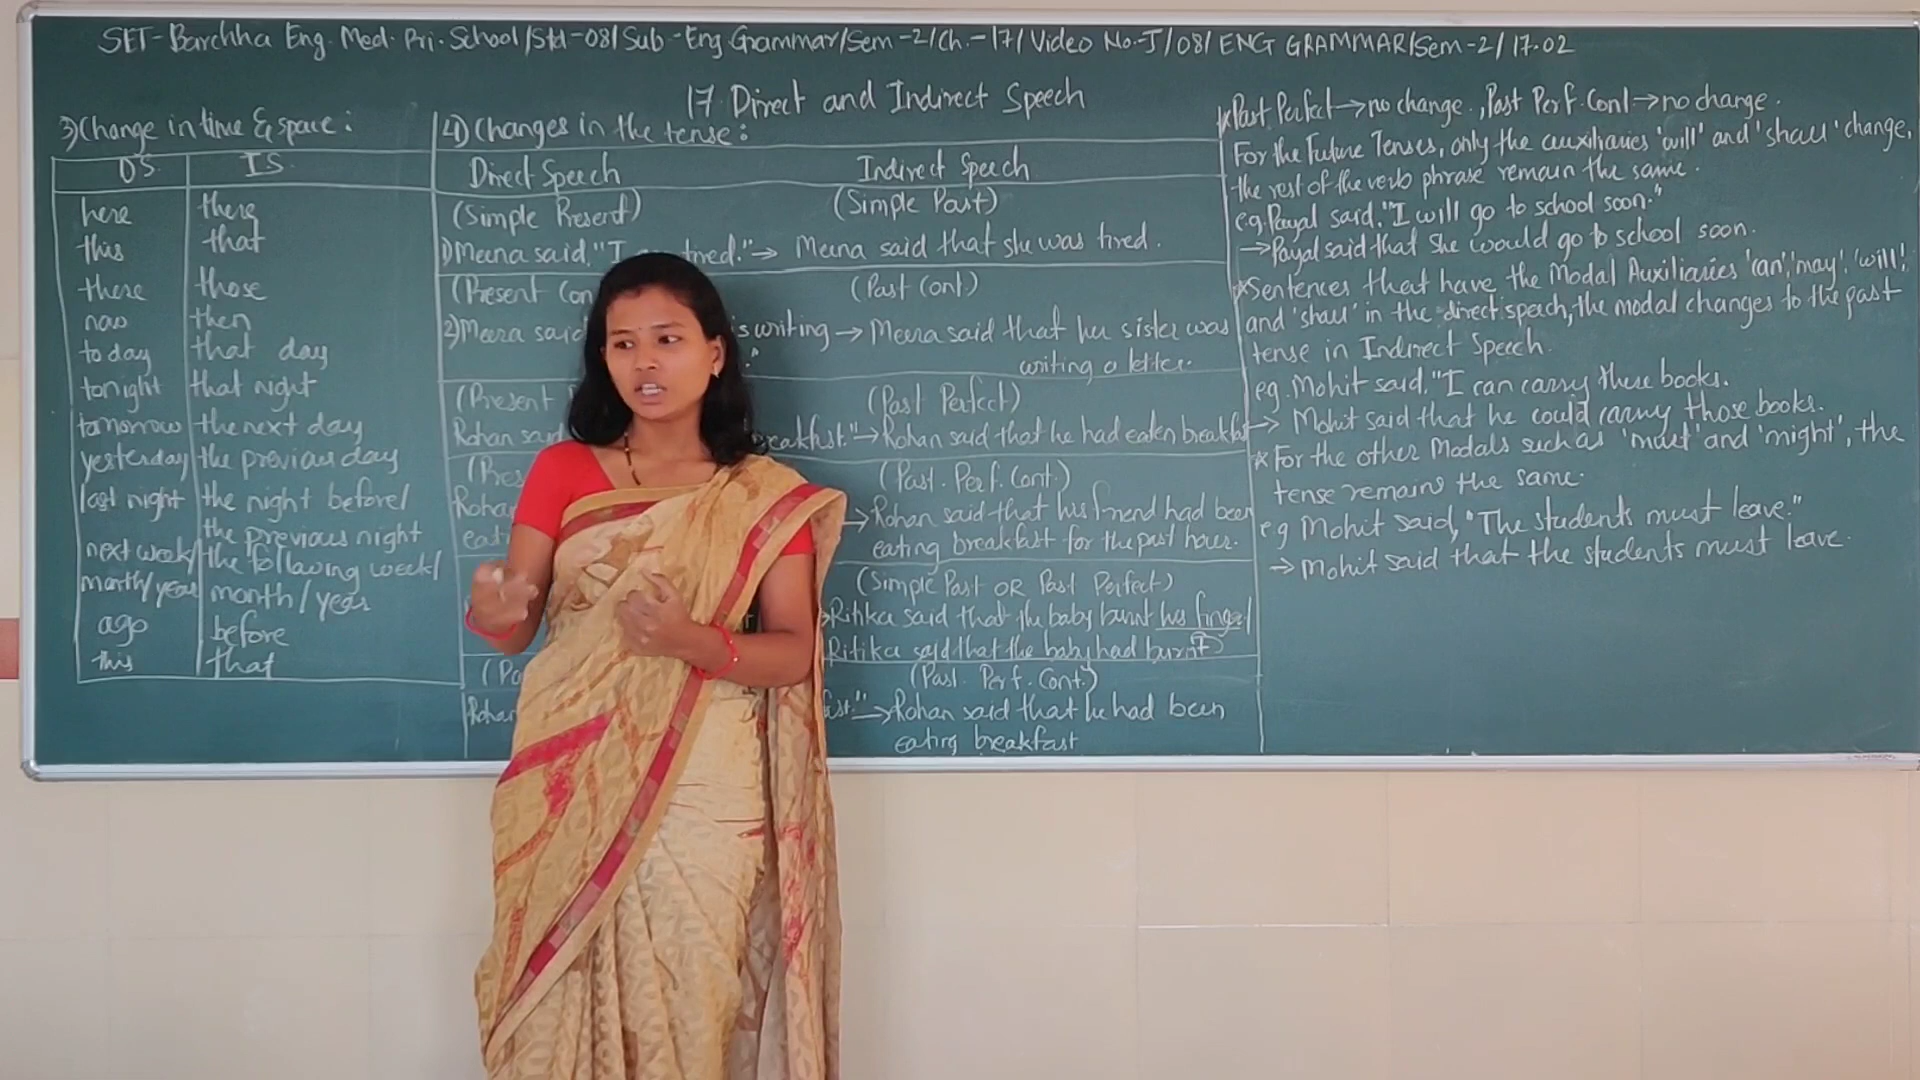 SET-Barchha Eng. Med. Pri. School/Std-08/Sub-Eng Grammar/Sem-2/Ch.-17/Video No.-J/08/ENG GRAMMAR/Sem-2/17.02
17 Direct and Indirect Speech
3) Change in time & space:
D.S. I.S.
here there
this that
there those
now then
today that day
tonight that night
tomorrow the next day
yesterday the previous day
last night the night before/
the previous night
next week/ the following week/
month/year month/year
ago before
this that
4) Changes in the tense:
Direct Speech Indirect Speech
(Simple Present) (Simple Past)
1) Meena said, "I tired." → Meena said that she was tired.
(Present Con (Past Cont.)
2) Meera said is writing → Meera said that her sister was
writing a letter.
(Present (Past Perfect)
Rohan said breakfast." → Rohan said that he had eaten breakfast
(Pres (Past. Perf. Cont.)
Rohan → Rohan said that his friend had been
eati eating breakfast for the past hour.
(Simple Past OR Past Perfect)
Ritika said that the baby burnt his finger/
Ritika said that the baby had burnt
(Pa (Past. Perf. Cont.)
Rohan → Rohan said that he had been
eating breakfast
* Past Perfect → no change., Past Perf. Cont → no change.
For the Future Tenses, only the auxiliaries 'will' and 'shall' change,
the rest of the verb phrase remain the same.
e.g. Payal said, "I will go to school soon."
→ Payal said that she would go to school soon.
* Sentences that have the Modal Auxiliaries 'can', 'may', 'will',
and 'shall' in the direct speech, the modal changes to the past
tense in Indirect Speech.
eg. Mohit said, "I can carry these books.
→ Mohit said that he could carry those books.
* For the other Modals such as 'must' and 'might', the
tense remains the same.
e.g Mohit said, "The students must leave."
→ Mohit said that the students must leave.